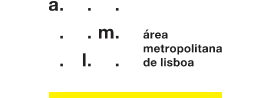 a. . .
. . m.
. l. .
área
metropolitana
de lisboa